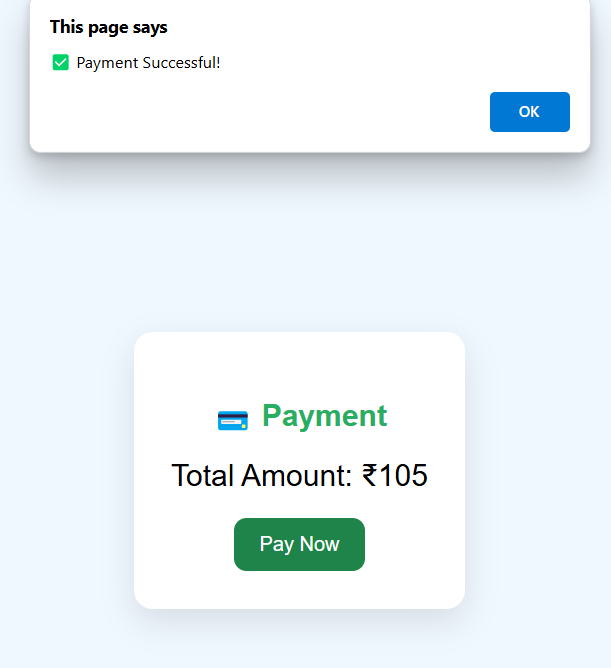 This page says
✅ Payment Successful!
OK
💳 Payment
Total Amount: ₹105
Pay Now